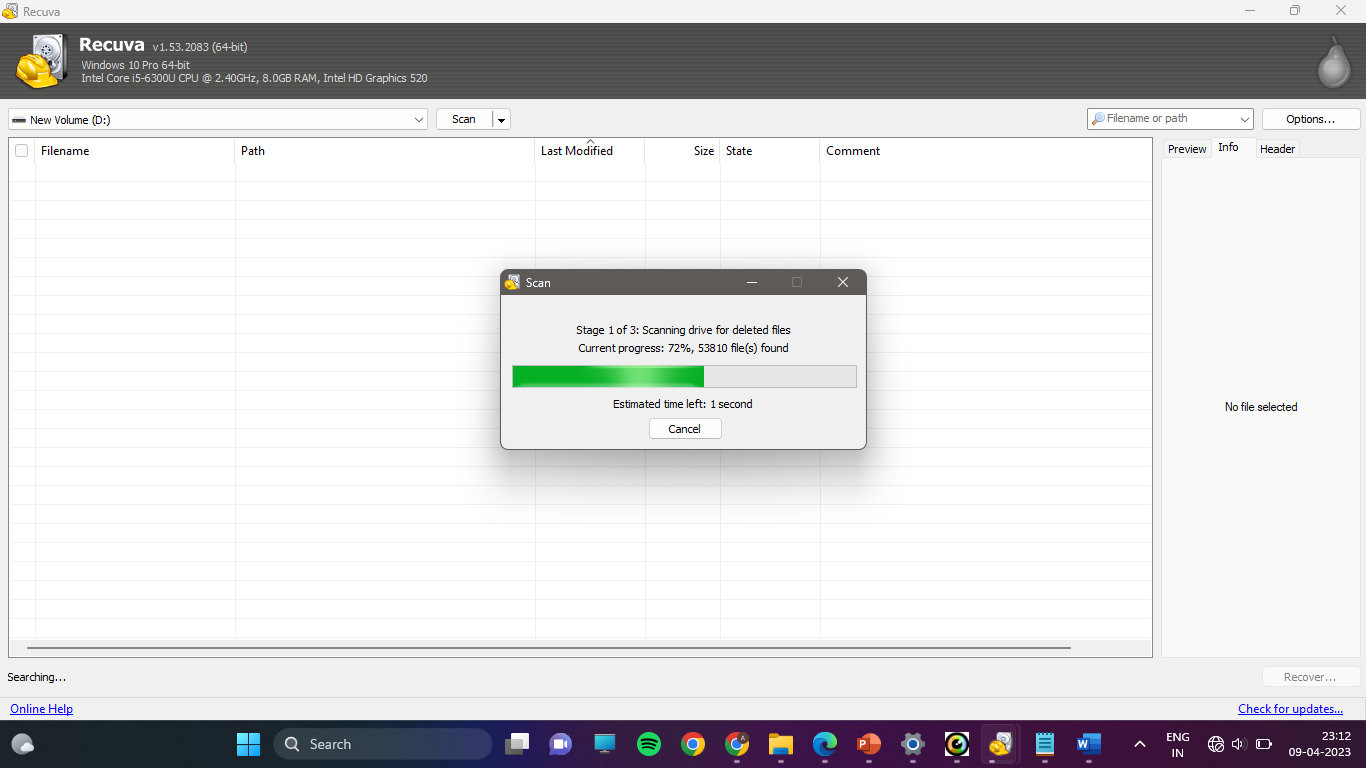 Recuva
Recuva v1.53.2083 (64-bit)
Windows 10 Pro 64-bit
Intel Core i5-6300U CPU @ 2.40GHz, 8.0GB RAM, Intel HD Graphics 520
New Volume (D:)
Scan
Filename or path
Options...
Filename Path Last Modified Size State Comment
Preview Info Header
Scan
Stage 1 of 3: Scanning drive for deleted files
Current progress: 72%, 53810 file(s) found
Estimated time left: 1 second
Cancel
No file selected
Searching...
Recover...
Online Help
Check for updates...
Search
ENG
IN
23:12
09-04-2023